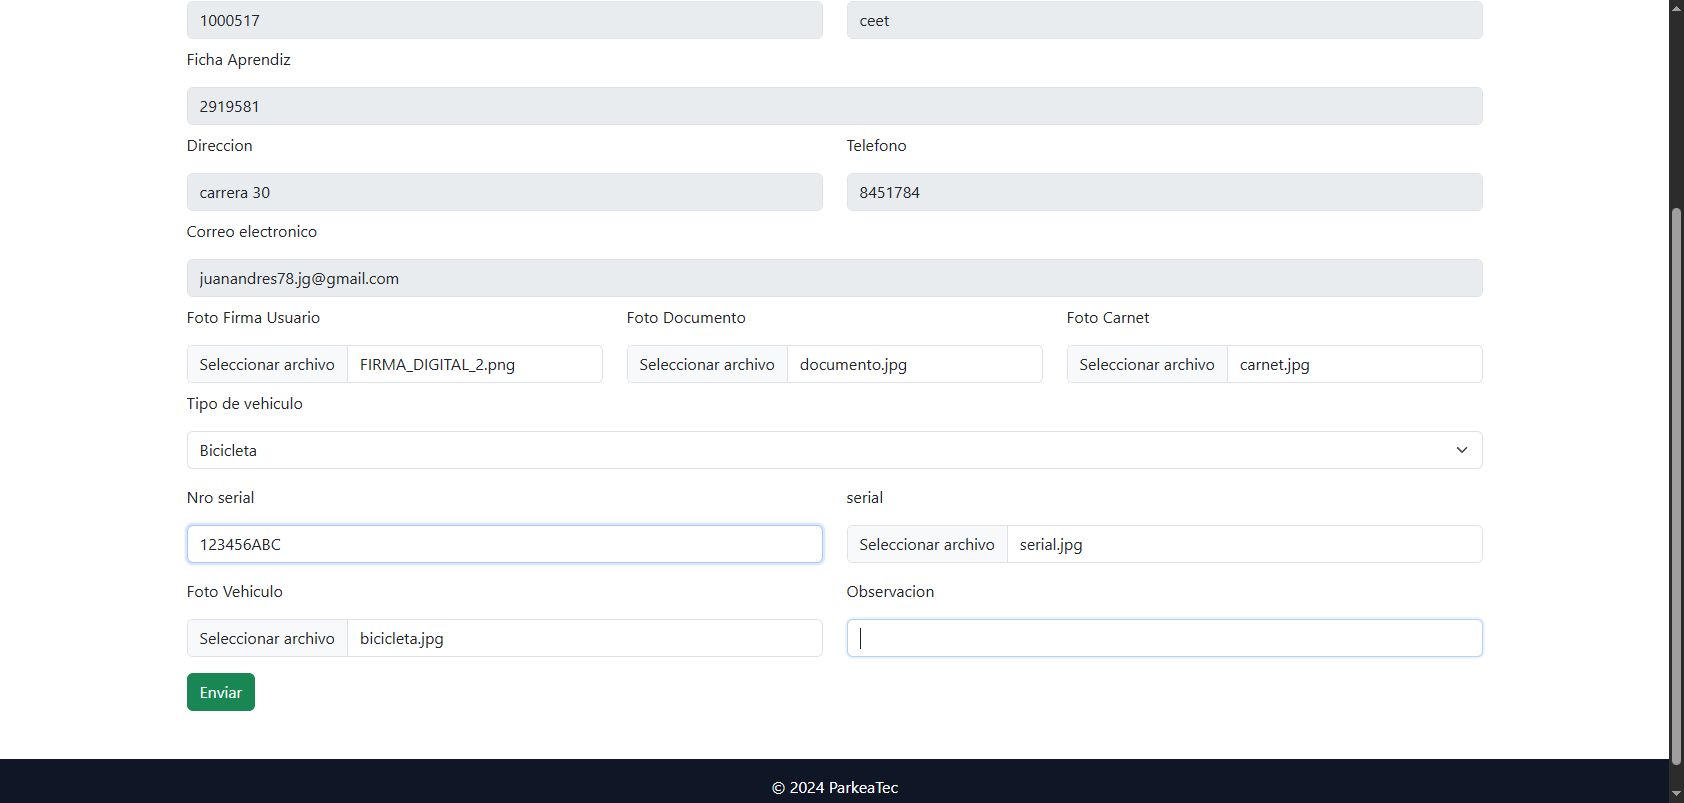 1000517 ceet
Ficha Aprendiz
2919581
Direccion Telefono
carrera 30 8451784
Correo electronico
juanandres78.jg@gmail.com
Foto Firma Usuario Foto Documento Foto Carnet
Seleccionar archivo FIRMA_DIGITAL_2.png Seleccionar archivo documento.jpg Seleccionar archivo carnet.jpg
Tipo de vehiculo
Bicicleta
Nro serial serial
123456ABC Seleccionar archivo serial.jpg
Foto Vehiculo Observacion
Seleccionar archivo bicicleta.jpg
Enviar
© 2024 ParkeaTec